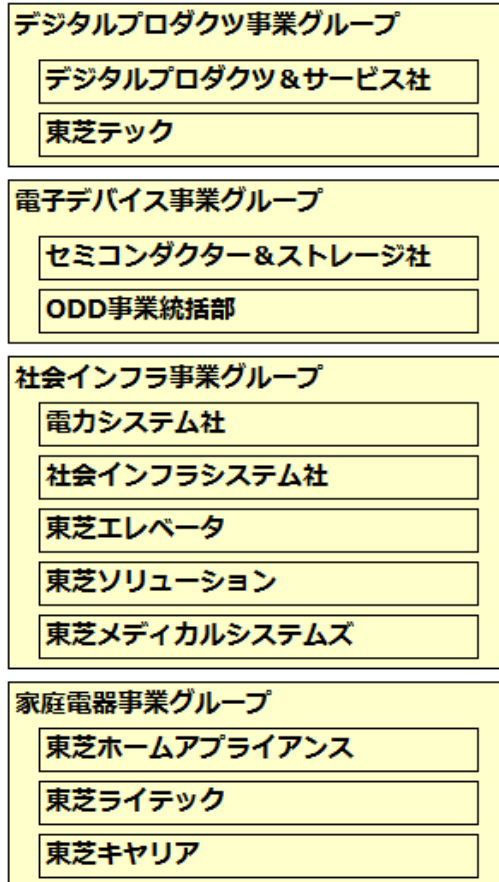 デジタルプロダクツ事業グループ
デジタルプロダクツ＆サービス社
東芝テック
電子デバイス事業グループ
セミコンダクター＆ストレージ社
ODD事業統括部
社会インフラ事業グループ
電力システム社
社会インフラシステム社
東芝エレベータ
東芝ソリューション
東芝メディカルシステムズ
家庭電器事業グループ
東芝ホームアプライアンス
東芝ライテック
東芝キヤリア